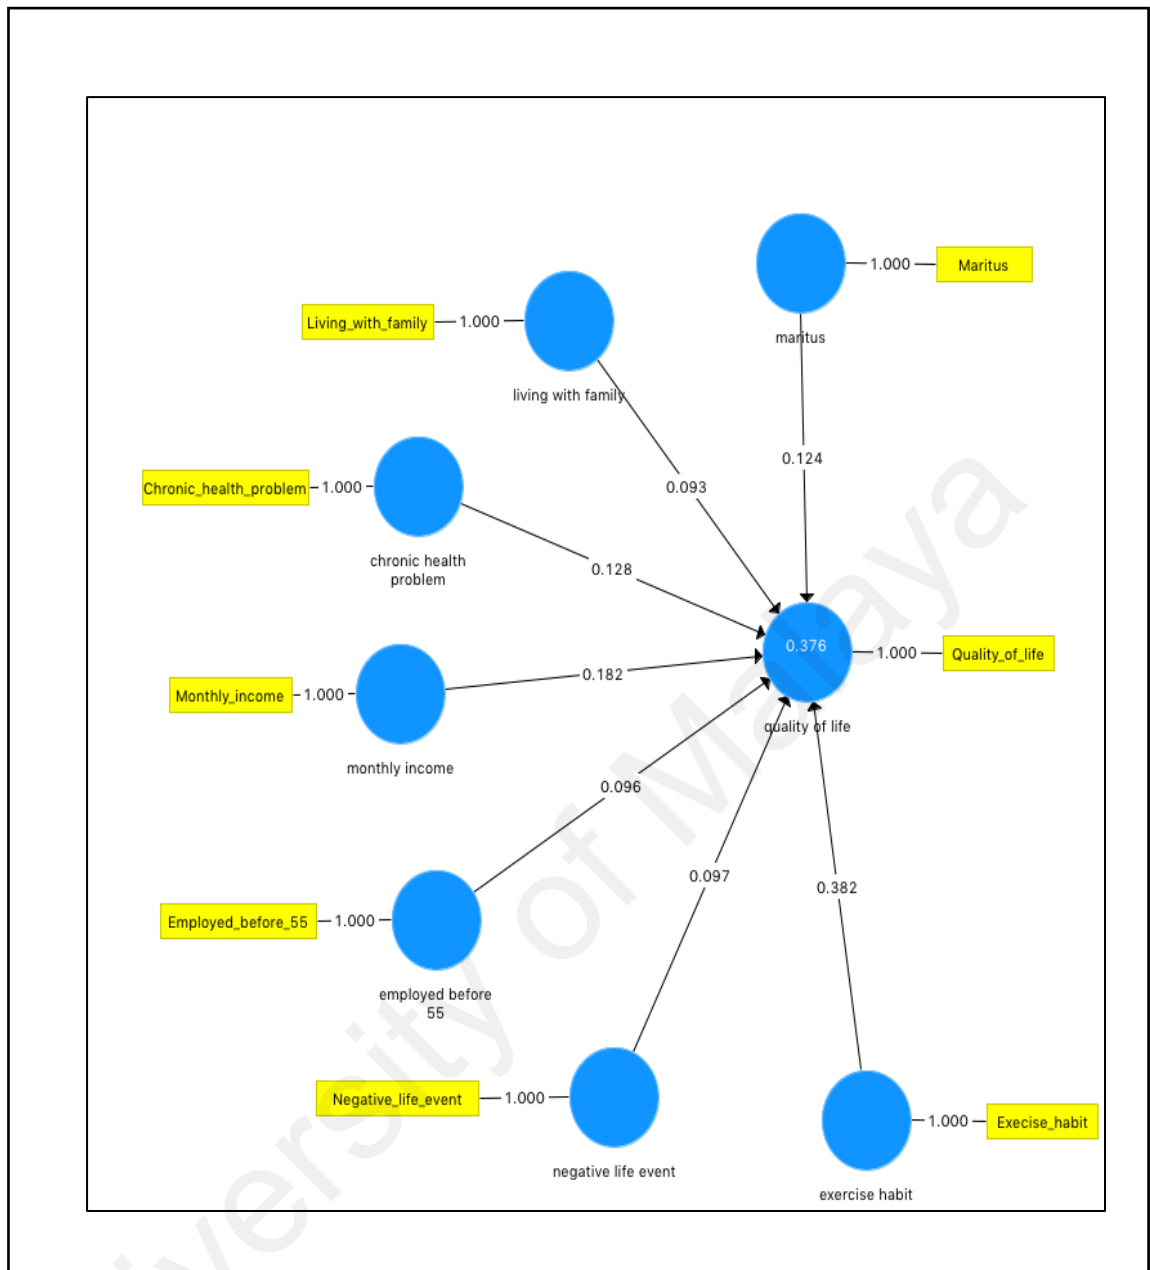 Maritus
1.000
maritus
Living_with_family
1.000
living with family
0.124
Chronic_health_problem
1.000
0.093
chronic health
problem
0.128
0.376
1.000
Quality_of_life
quality of life
Monthly_income
1.000
0.182
monthly income
0.096
0.097
0.382
Employed_before_55
1.000
employed before
55
Negative_life_event
1.000
negative life event
1.000
Execise_habit
exercise habit
versity of Malaya